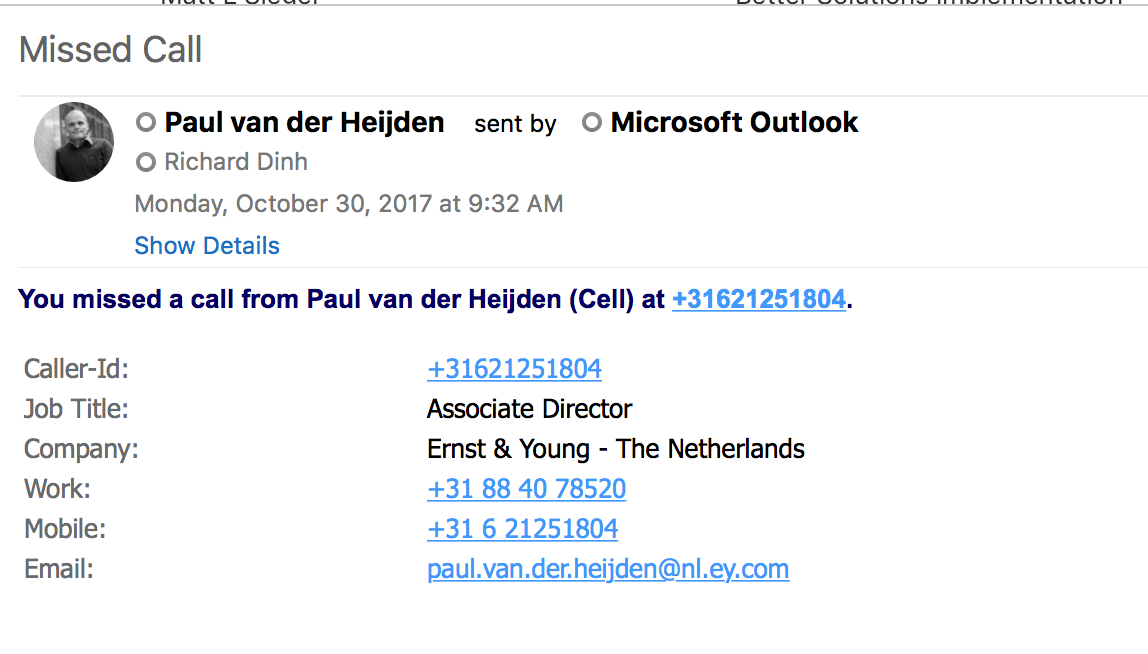 Missed Call
Paul van der Heijden sent by Microsoft Outlook
Richard Dinh
Monday, October 30, 2017 at 9:32 AM
Show Details
You missed a call from Paul van der Heijden (Cell) at +31621251804.
Caller-Id: +31621251804
Job Title: Associate Director
Company: Ernst & Young - The Netherlands
Work: +31 88 40 78520
Mobile: +31 6 21251804
Email: paul.van.der.heijden@nl.ey.com